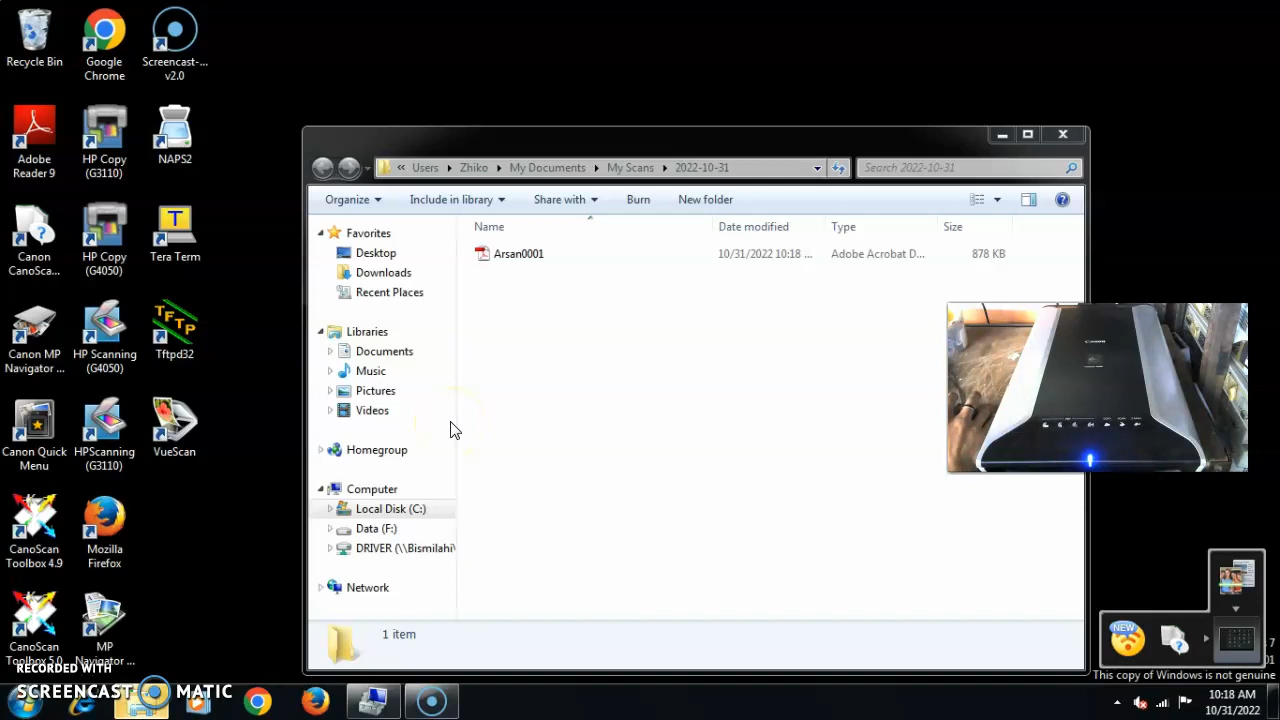 Recycle Bin
Google
Chrome
Screencast-...
v2.0
Adobe
Reader 9
HP Copy
(G3110)
NAPS2
Canon
CanoSca...
HP Copy
(G4050)
Tera Term
Canon MP
Navigator ...
HP Scanning
(G4050)
TFTP
Tftpd32
Canon Quick
Menu
HPScanning
(G3110)
VueScan
CanoScan
Toolbox 4.9
Mozilla
Firefox
CanoScan
Toolbox 5.0
MP
Navigator ...
« Users Zhiko My Documents My Scans 2022-10-31
Search 2022-10-31
Organize Include in library Share with Burn New folder
Name Date modified Type Size
Arsan0001 10/31/2022 10:18 ... Adobe Acrobat D... 878 KB
Favorites
Desktop
Downloads
Recent Places
Libraries
Documents
Music
Pictures
Videos
Homegroup
Computer
Local Disk (C:)
Data (F:)
DRIVER (\\Bismilahi\
Network
1 item
Canon
NEW
This copy of Windows is not genuine
RECORDED WITH
SCREENCAST MATIC
10:18 AM
10/31/2022